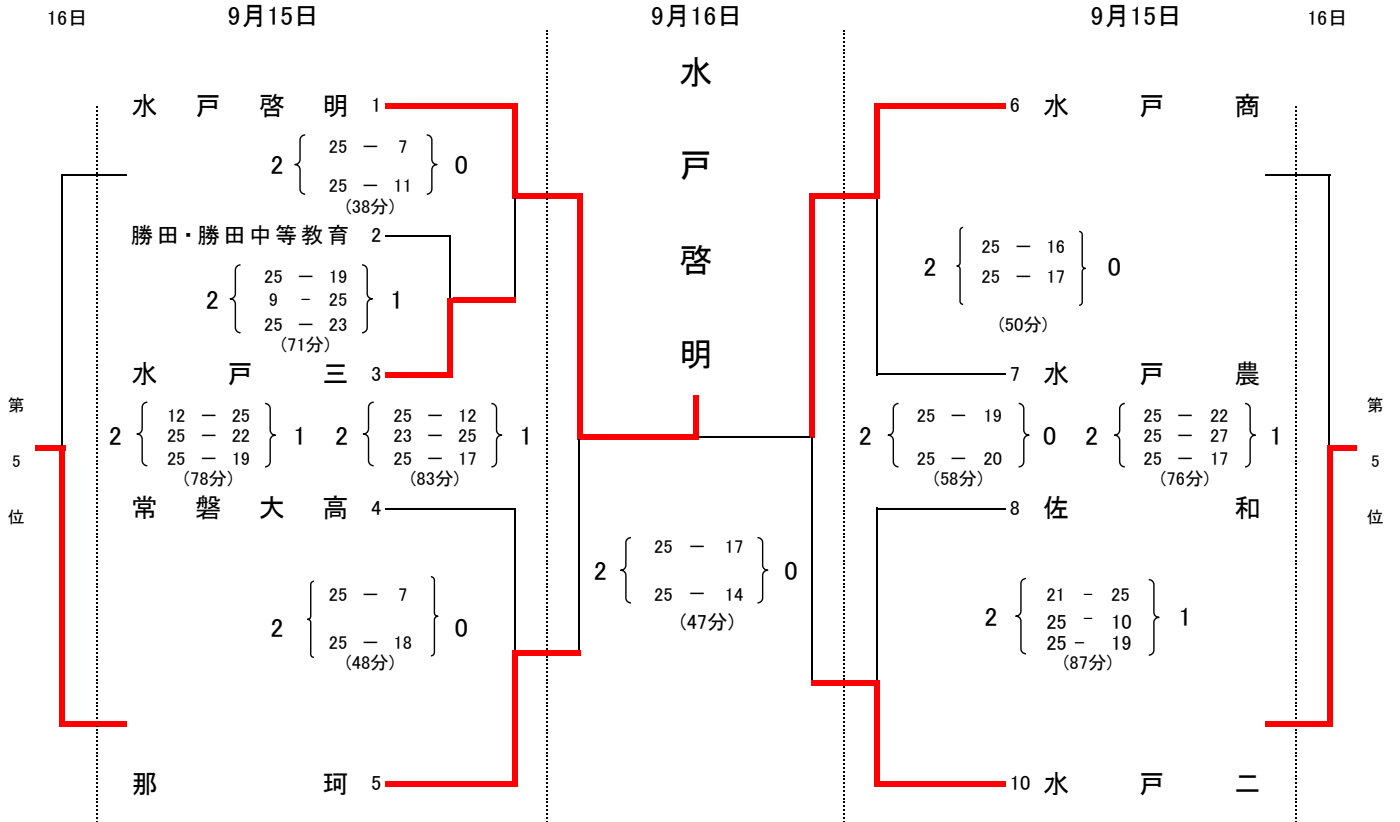 16日 9月15日 9月16日 9月15日 16日
水戸啓明
水戸啓明 1
6 水戸商
2 25 － 7 0
25 － 11
(38分)
勝田・勝田中等教育 2
2 25 － 19 1
9 - 25
25 － 23
(71分)
2 25 － 16 0
25 － 17
(50分)
水戸三 3
7 水戸農
2 12 － 25 1
25 － 22
25 － 19
(78分)
2 25 － 12 1
23 － 25
25 － 17
(83分)
2 25 － 19 0
25 － 20
(58分)
2 25 － 22 1
25 － 27
25 － 17
(76分)
第5位
第5位
常磐大高 4
8 佐和
2 25 － 17 0
25 － 14
(47分)
2 25 － 7 0
25 － 18
(48分)
2 21 - 25 1
25 - 10
25 － 19
(87分)
那珂 5
10 水戸二